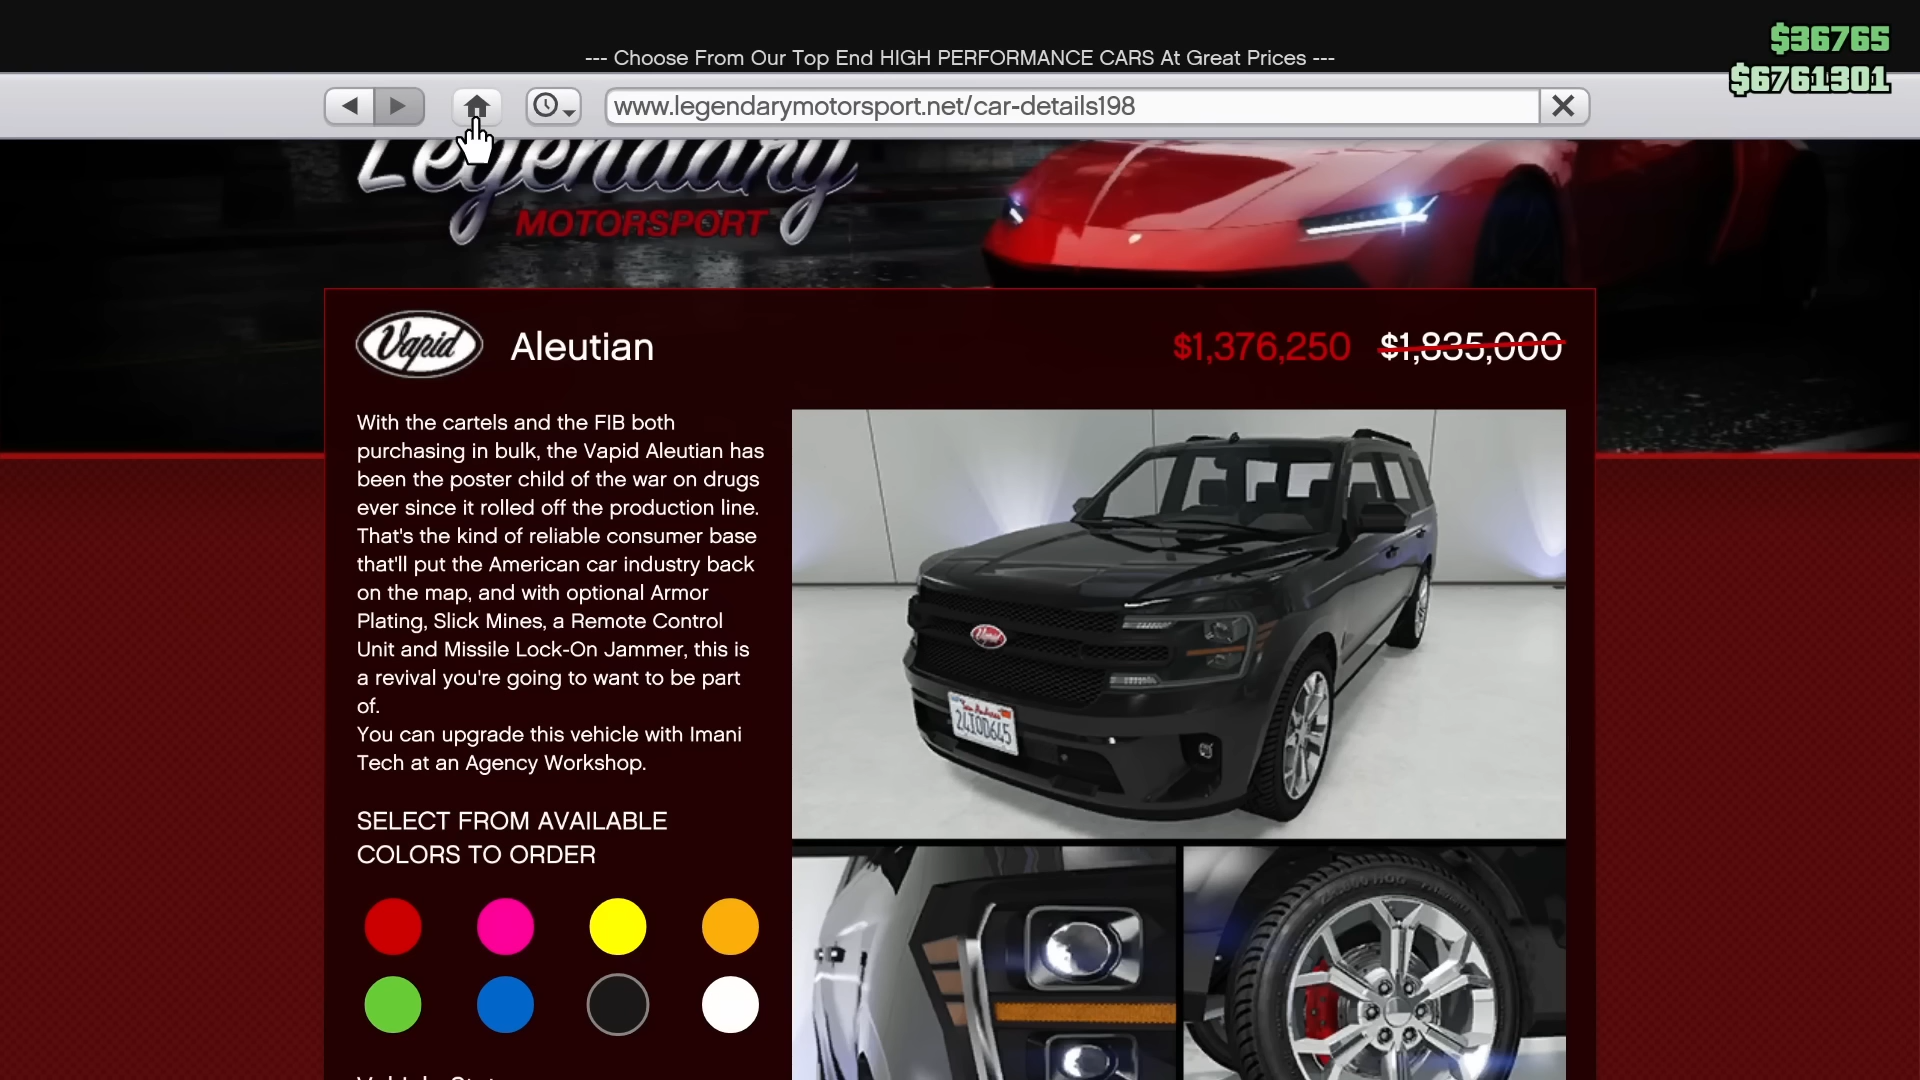 --- Choose From Our Top End HIGH PERFORMANCE CARS At Great Prices ---
$36765
$6761301
www.legendarymotorsport.net/car-details198
Legendary
MOTORSPORT
Vapid
Aleutian
$1,376,250 $1,835,000
With the cartels and the FIB both
purchasing in bulk, the Vapid Aleutian has
been the poster child of the war on drugs
ever since it rolled off the production line.
That's the kind of reliable consumer base
that'll put the American car industry back
on the map, and with optional Armor
Plating, Slick Mines, a Remote Control
Unit and Missile Lock-On Jammer, this is
a revival you're going to want to be part
of.
You can upgrade this vehicle with Imani
Tech at an Agency Workshop.
Vapid
San Andreas
24IOD645
SELECT FROM AVAILABLE
COLORS TO ORDER